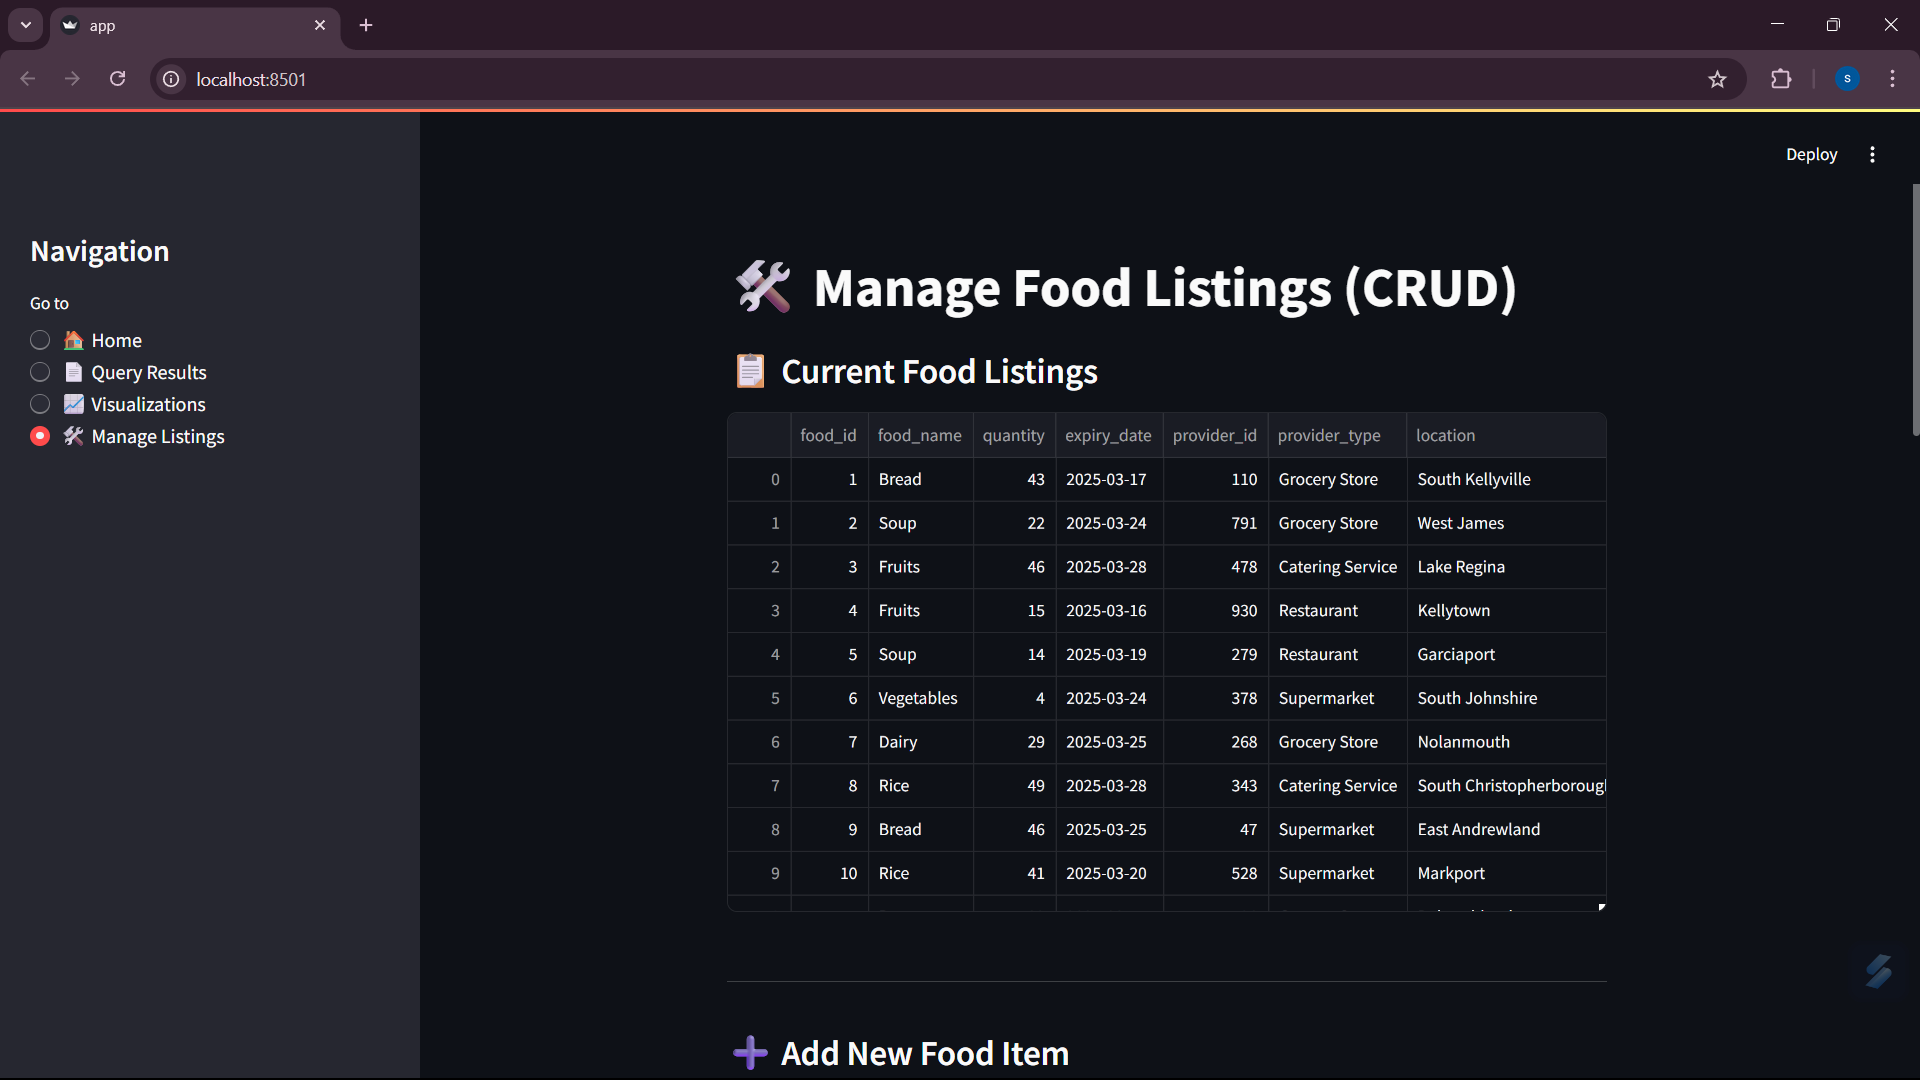 app
localhost:8501
S
Deploy
Navigation
Go to
Home
Query Results
Visualizations
Manage Listings
Manage Food Listings (CRUD)
Current Food Listings
food_id food_name quantity expiry_date provider_id provider_type location
0 1 Bread 43 2025-03-17 110 Grocery Store South Kellyville
1 2 Soup 22 2025-03-24 791 Grocery Store West James
2 3 Fruits 46 2025-03-28 478 Catering Service Lake Regina
3 4 Fruits 15 2025-03-16 930 Restaurant Kellytown
4 5 Soup 14 2025-03-19 279 Restaurant Garciaport
5 6 Vegetables 4 2025-03-24 378 Supermarket South Johnshire
6 7 Dairy 29 2025-03-25 268 Grocery Store Nolanmouth
7 8 Rice 49 2025-03-28 343 Catering Service South Christopherboroug
8 9 Bread 46 2025-03-25 47 Supermarket East Andrewland
9 10 Rice 41 2025-03-20 528 Supermarket Markport
Add New Food Item